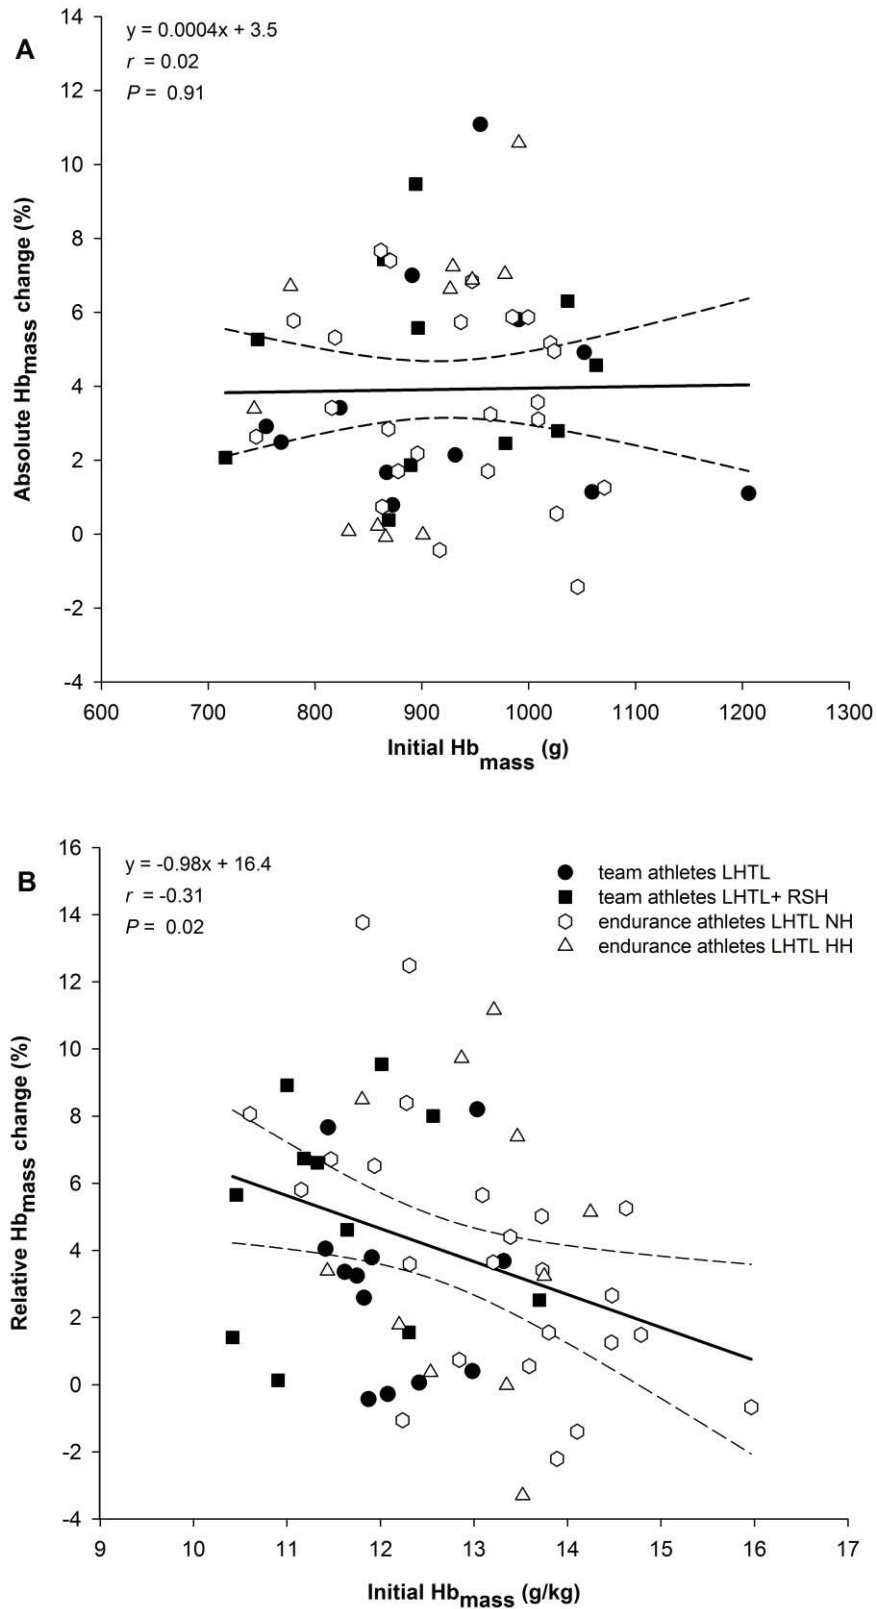 A
y = 0.0004x + 3.5
r = 0.02
P = 0.91
14
12
10
8
6
4
2
0
-2
-4
Absolute Hbmass change (%)
600 700 800 900 1000 1100 1200 1300
Initial Hbmass (g)
B
y = -0.98x + 16.4
r = -0.31
P = 0.02
team athletes LHTL
team athletes LHTL+ RSH
endurance athletes LHTL NH
endurance athletes LHTL HH
16
14
12
10
8
6
4
2
0
-2
-4
Relative Hbmass change (%)
9 10 11 12 13 14 15 16 17
Initial Hbmass (g/kg)